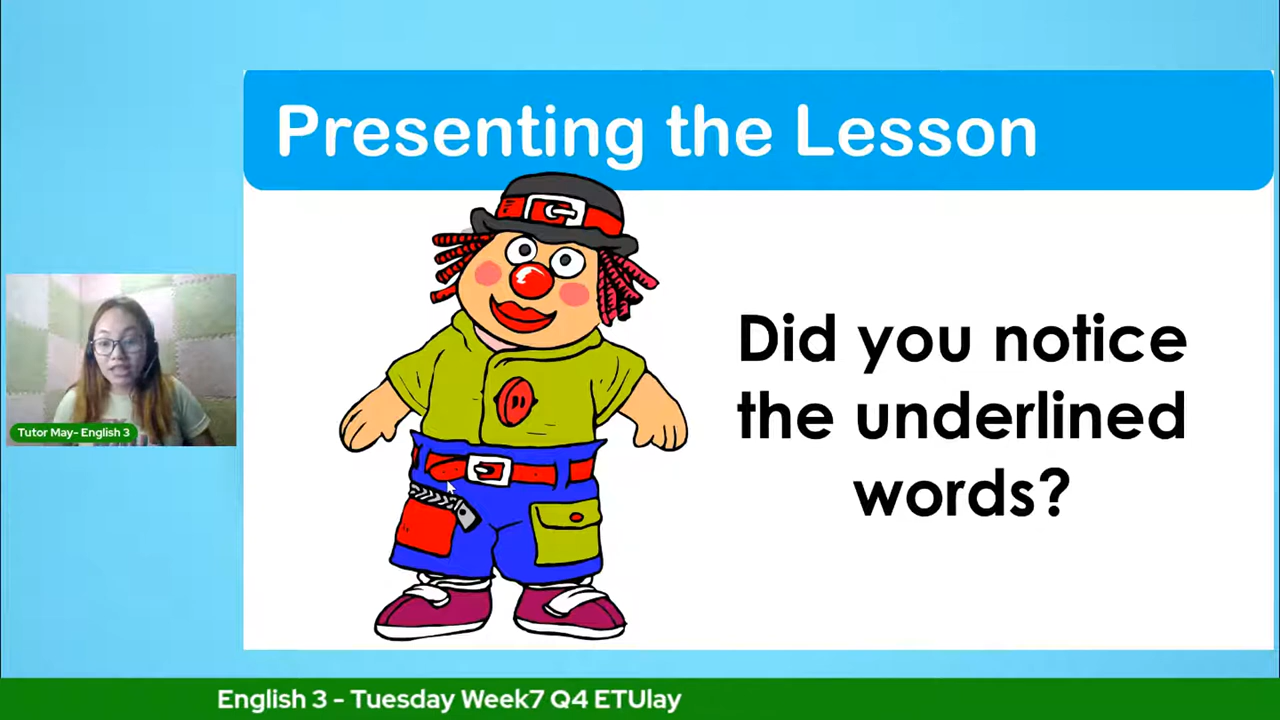 Presenting the Lesson
Did you notice
the underlined
words?
Tutor May- English 3
English 3 - Tuesday Week7 Q4 ETUlay